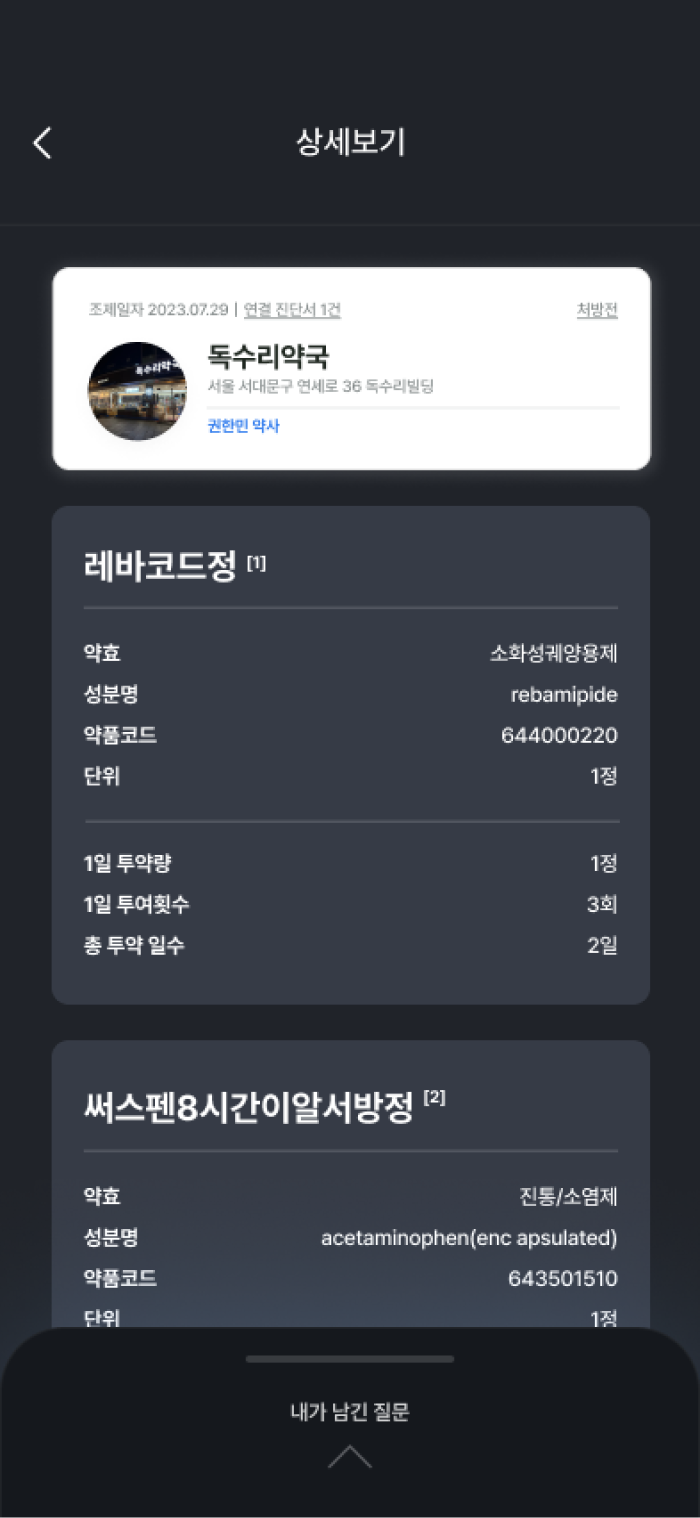 상세보기
조제일자 2023.07.29 | 연결 진단서 1건 처방전
독수리약국
서울 서대문구 연세로 36 독수리빌딩
권한민 약사
레바코드정 [1]
약효 소화성궤양용제
성분명 rebamipide
약품코드 644000220
단위 1정
1일 투약량 1정
1일 투여횟수 3회
총 투약 일수 2일
써스펜8시간이알서방정 [2]
약효 진통/소염제
성분명 acetaminophen(enc apsulated)
약품코드 643501510
단위 1정
내가 남긴 질문